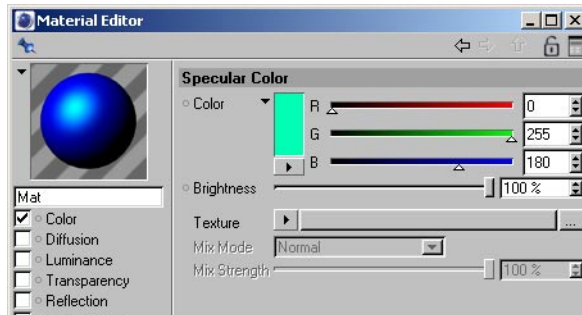 Material Editor
Specular Color
Color R 0
G 255
B 180
Brightness 100 %
Texture ...
Mix Mode Normal
Mix Strength 100 %
Mat
Color
Diffusion
Luminance
Transparency
Reflection